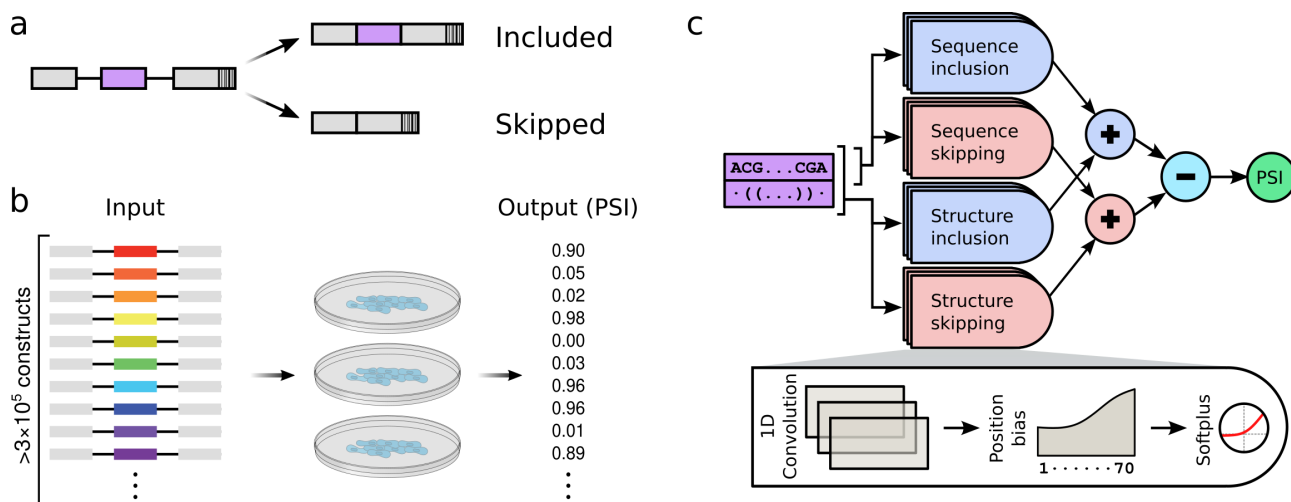 a
Included
Skipped
b
Input
Output (PSI)
>3×10⁵ constructs
0.90
0.05
0.02
0.98
0.00
0.03
0.96
0.96
0.01
0.89
c
Sequence
inclusion
Sequence
skipping
ACG...CGA
·((...))·
Structure
inclusion
Structure
skipping
+
+
−
PSI
1D
Convolution
Position
bias
1······70
Softplus